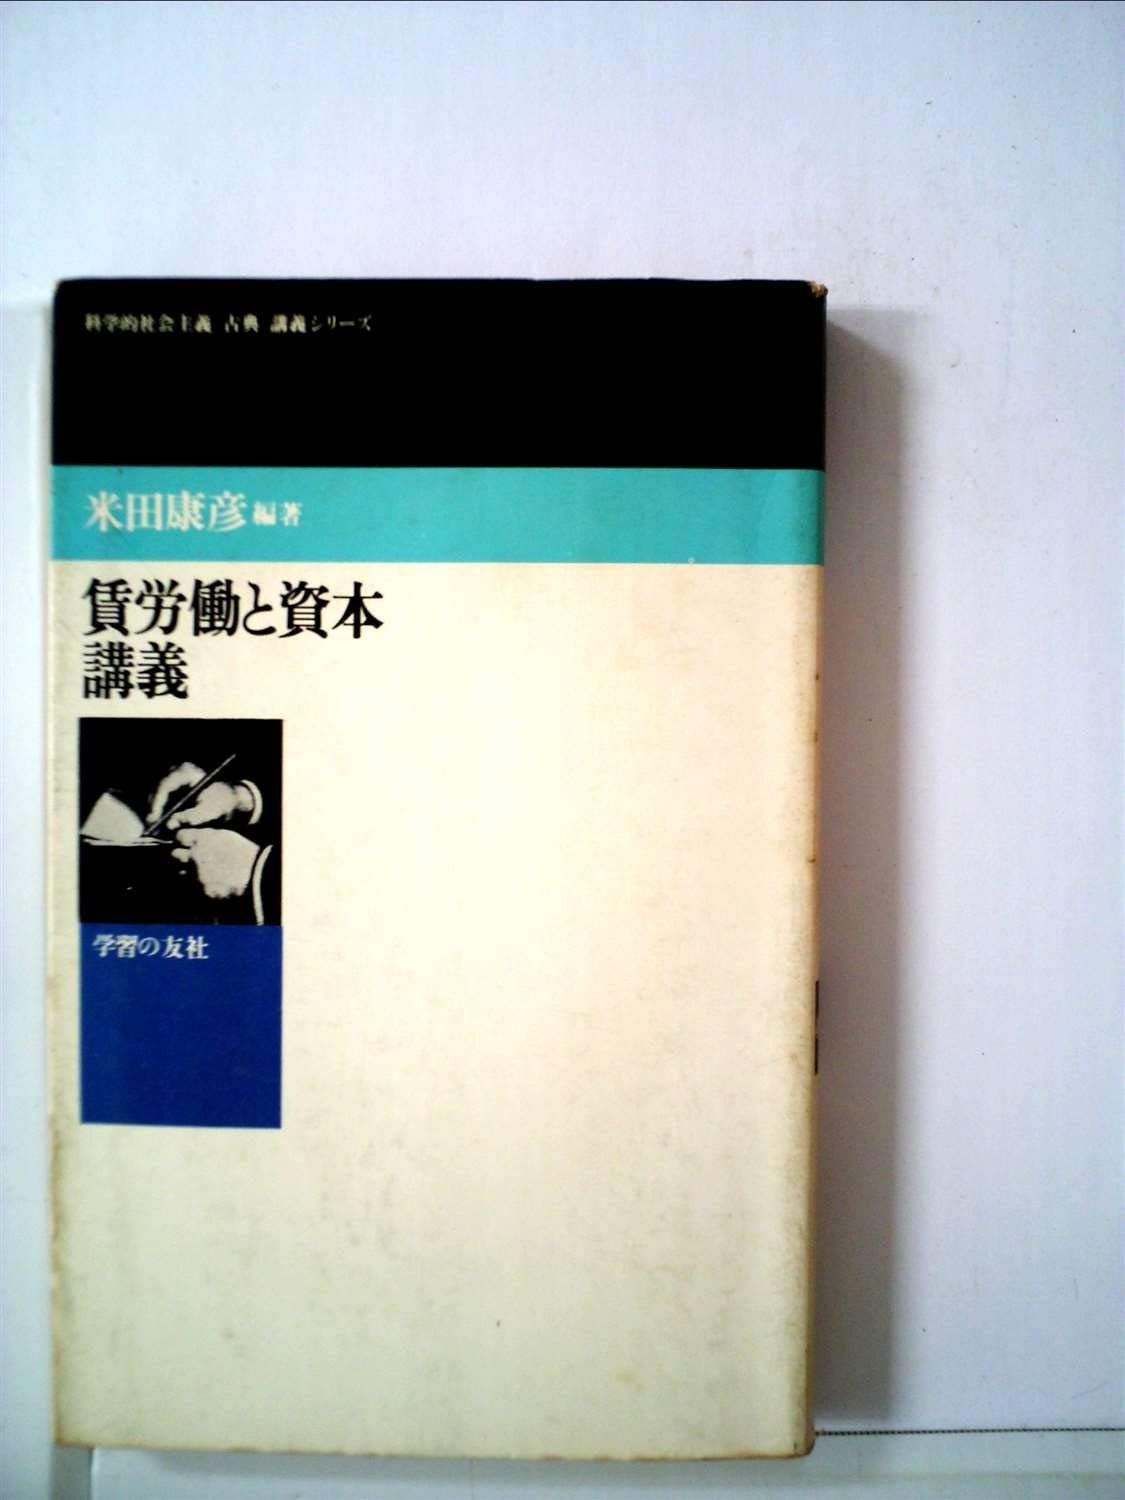 科学的社会主義 古典 講義シリーズ
米田康彦 編著
賃労働と資本
講義
学習の友社